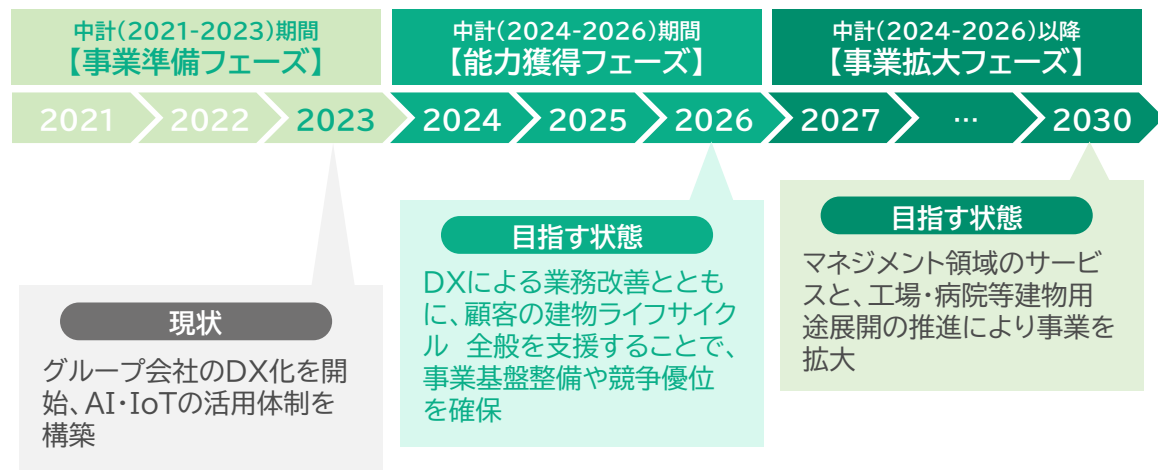 中計(2021-2023)期間
【事業準備フェーズ】
中計(2024-2026)期間
【能力獲得フェーズ】
中計(2024-2026)以降
【事業拡大フェーズ】
2021 2022 2023 2024 2025 2026 2027 … 2030
現状
グループ会社のDX化を開
始、AI・IoTの活用体制を
構築
目指す状態
DXによる業務改善ととも
に、顧客の建物ライフサイク
ル 全般を支援することで、
事業基盤整備や競争優位
を確保
目指す状態
マネジメント領域のサービ
スと、工場・病院等建物用
途展開の推進により事業を
拡大